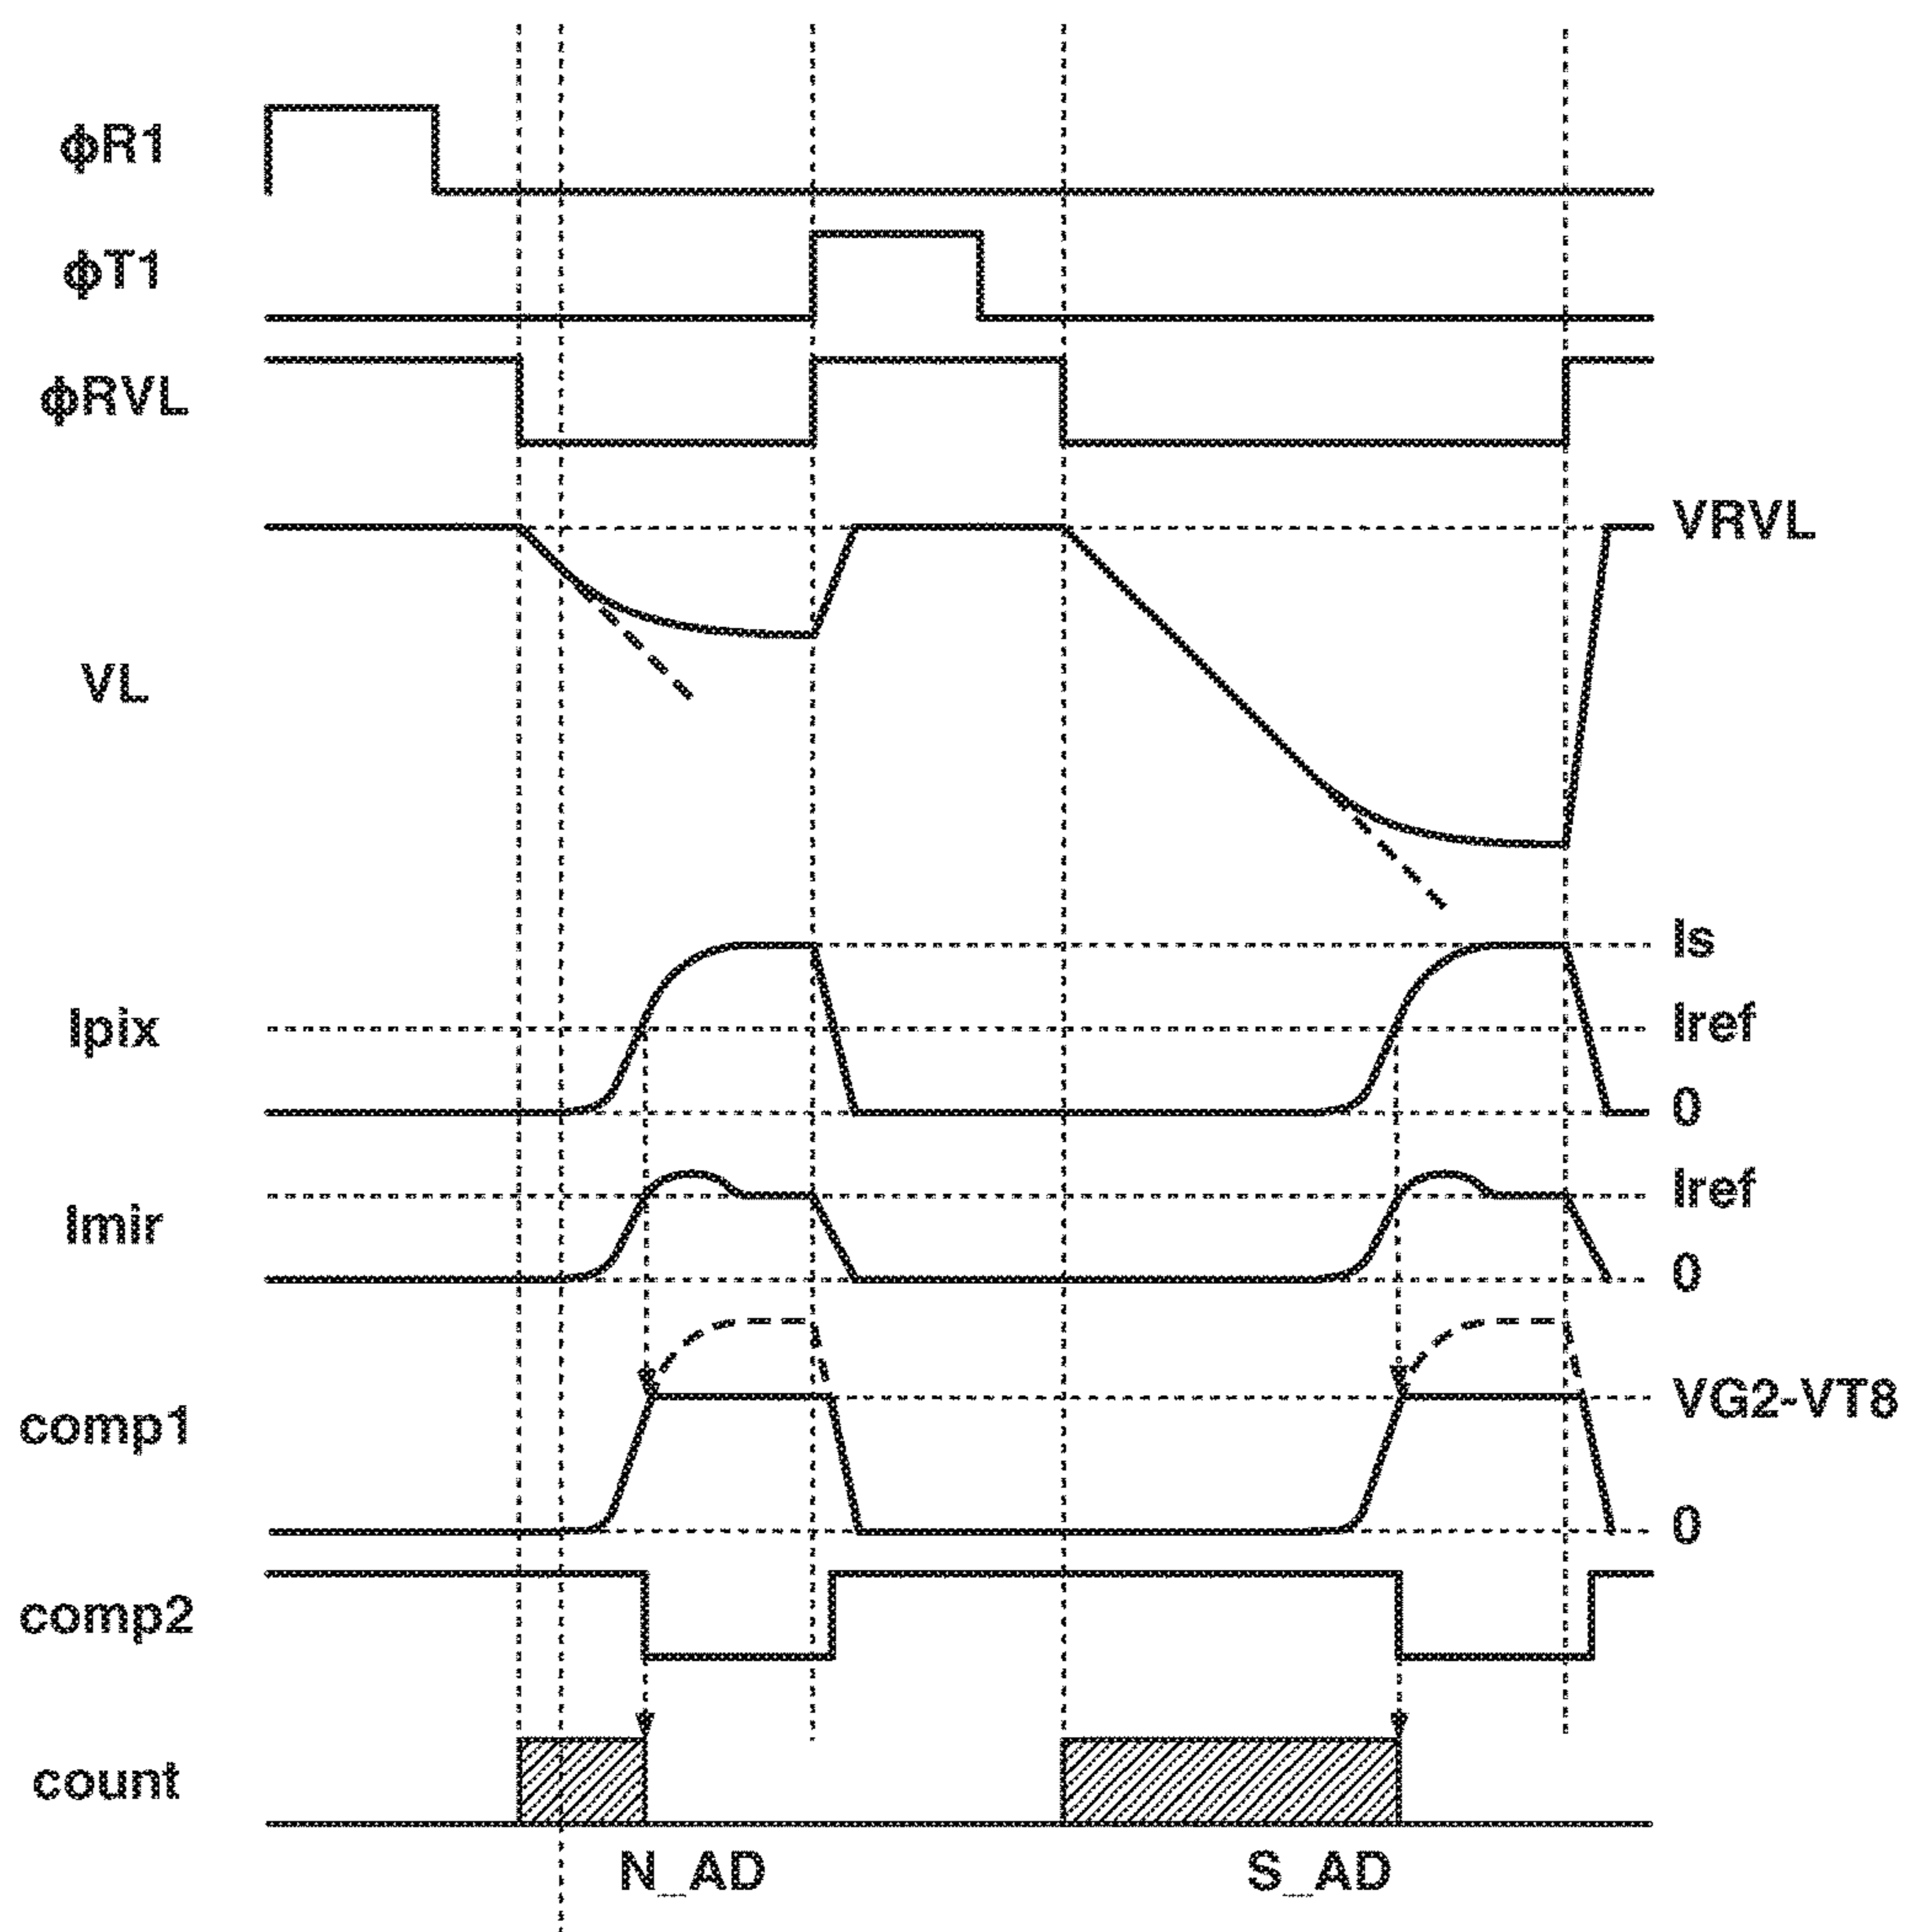 ϕR1
ϕT1
ϕRVL
VRVL
VL
Is
Ipix
Iref
0
Iref
Imir
0
VG2-VT8
comp1
0
comp2
count
N_AD
S_AD